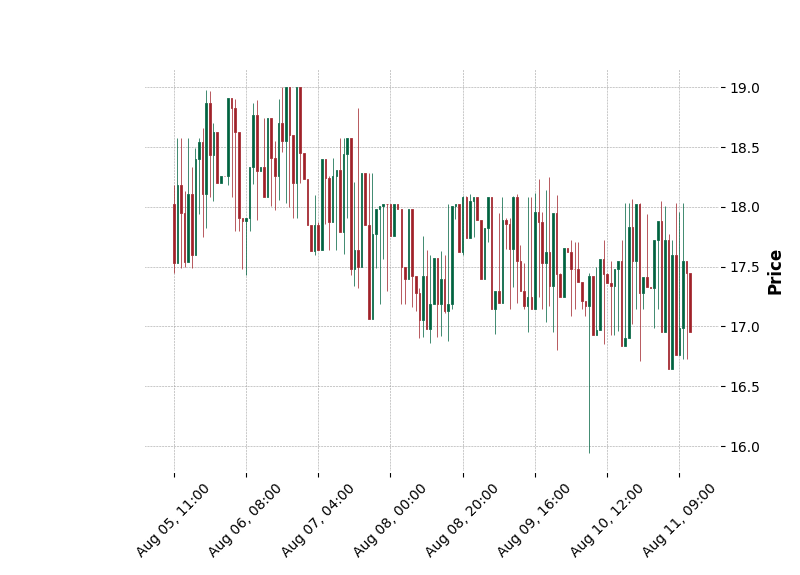 19.0
18.5
18.0
17.5
17.0
16.5
16.0
Price
Aug 05, 11:00
Aug 06, 08:00
Aug 07, 04:00
Aug 08, 00:00
Aug 08, 20:00
Aug 09, 16:00
Aug 10, 12:00
Aug 11, 09:00